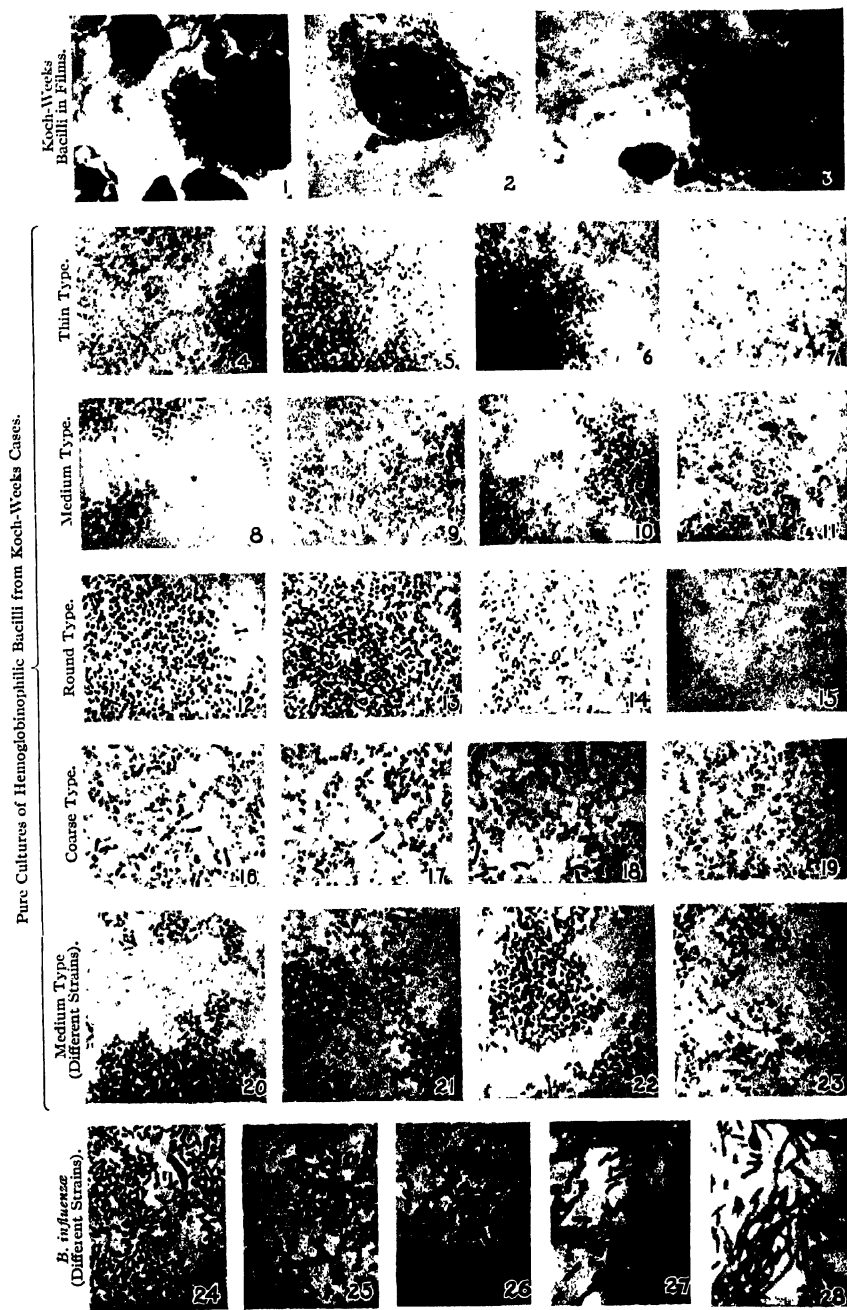 Koch-Weeks
Bacilli in Films.
1
2
3
Pure Cultures of Hemoglobinophilic Bacilli from Koch-Weeks Cases.
Thin Type.
4
5
6
7
Medium Type.
8
9
10
11
Round Type.
12
13
14
15
Coarse Type.
16
17
18
19
Medium Type
(Different Strains).
20
21
22
23
B. influenzæ
(Different Strains).
24
25
26
27
28